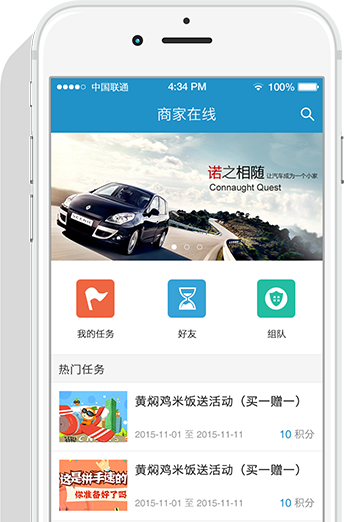 中国联通 4:34 PM 100%
商家在线
诺之相随 让汽车成为一个小家
Connaught Quest
我的任务 好友 组队
热门任务
黄焖鸡米饭送活动（买一赠一）
2015-11-01 至 2015-11-11 10 积分
这是拼手速的
你准备好了吗
黄焖鸡米饭送活动（买一赠一）
2015-11-01 至 2015-11-11 10 积分